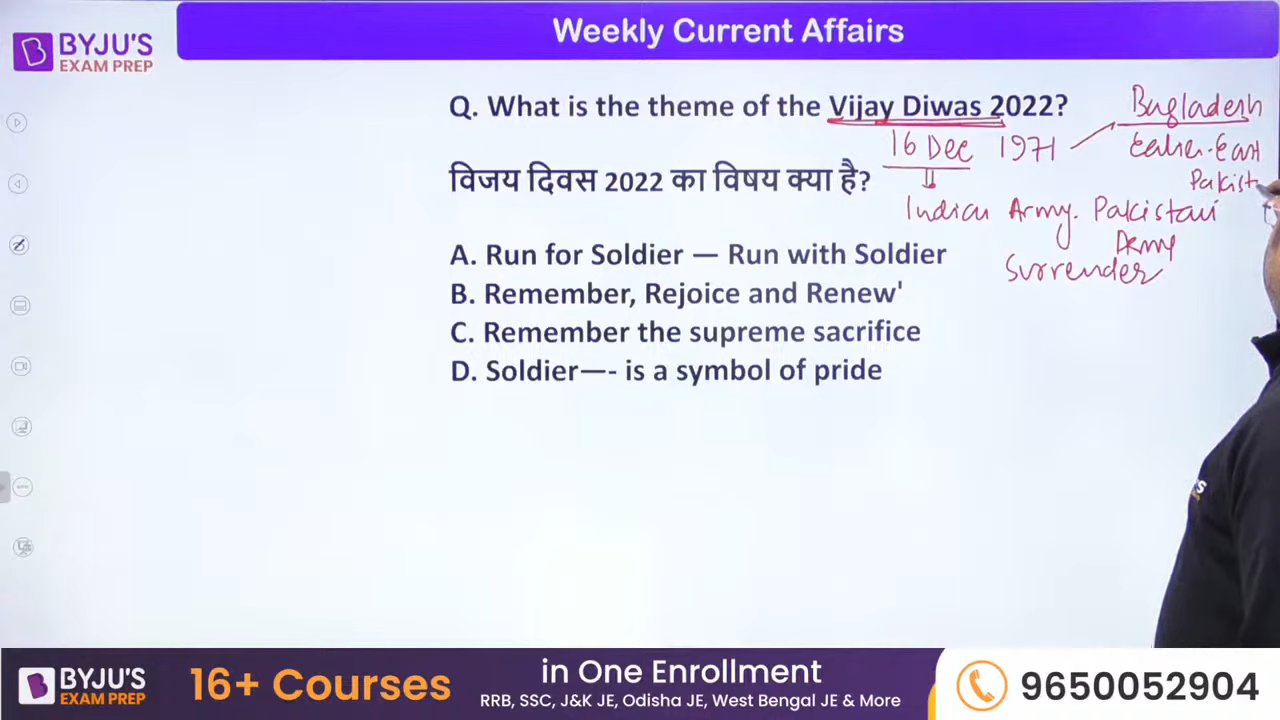 BYJU'S
EXAM PREP
Weekly Current Affairs
Q. What is the theme of the Vijay Diwas 2022?
16 Dec 1971
Bagladesh
East
Pakist
विजय दिवस 2022 का विषय क्या है?
Indian Army. Pakistani
Army
Surrender
A. Run for Soldier — Run with Soldier
B. Remember, Rejoice and Renew'
C. Remember the supreme sacrifice
D. Soldier—- is a symbol of pride
BYJU'S
EXAM PREP
16+ Courses
in One Enrollment
RRB, SSC, J&K JE, Odisha JE, West Bengal JE & More
9650052904